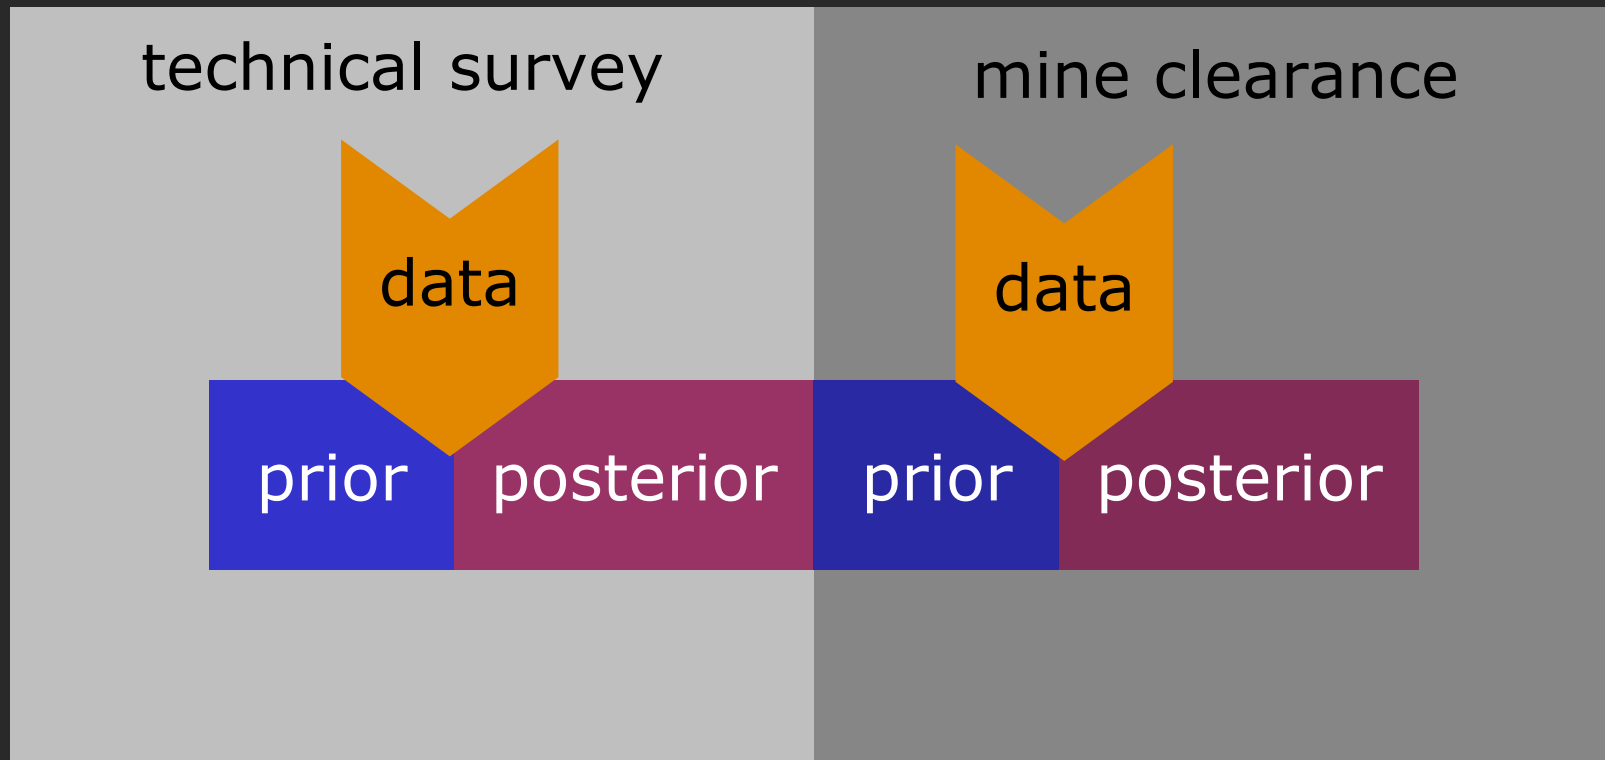 technical survey
mine clearance
data
data
prior
posterior
prior
posterior